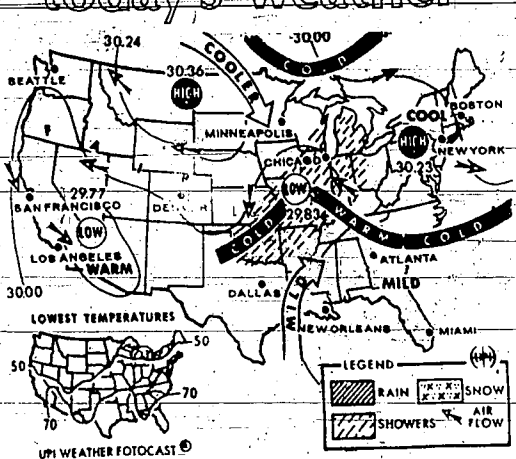 today's weather
30.24
30.00
COOLER
COLD
SEATTLE
30.36
HIGH
COOL
BOSTON
MINNEAPOLIS
HIGH
NEW YORK
CHICAGO
30.23
FAIR
29.77
SAN FRANCISCO
LOW
29.83
LOW
COLD
WARM
COLD
LOS ANGELES
WARM
ATLANTA
MILD
30.00
DALLAS
MILD
LOWEST TEMPERATURES
NEW ORLEANS
MIAMI
50
50
70
70
LEGEND
UPI
RAIN
SNOW
SHOWERS
AIR FLOW
UPI WEATHER FOTOCAST ®